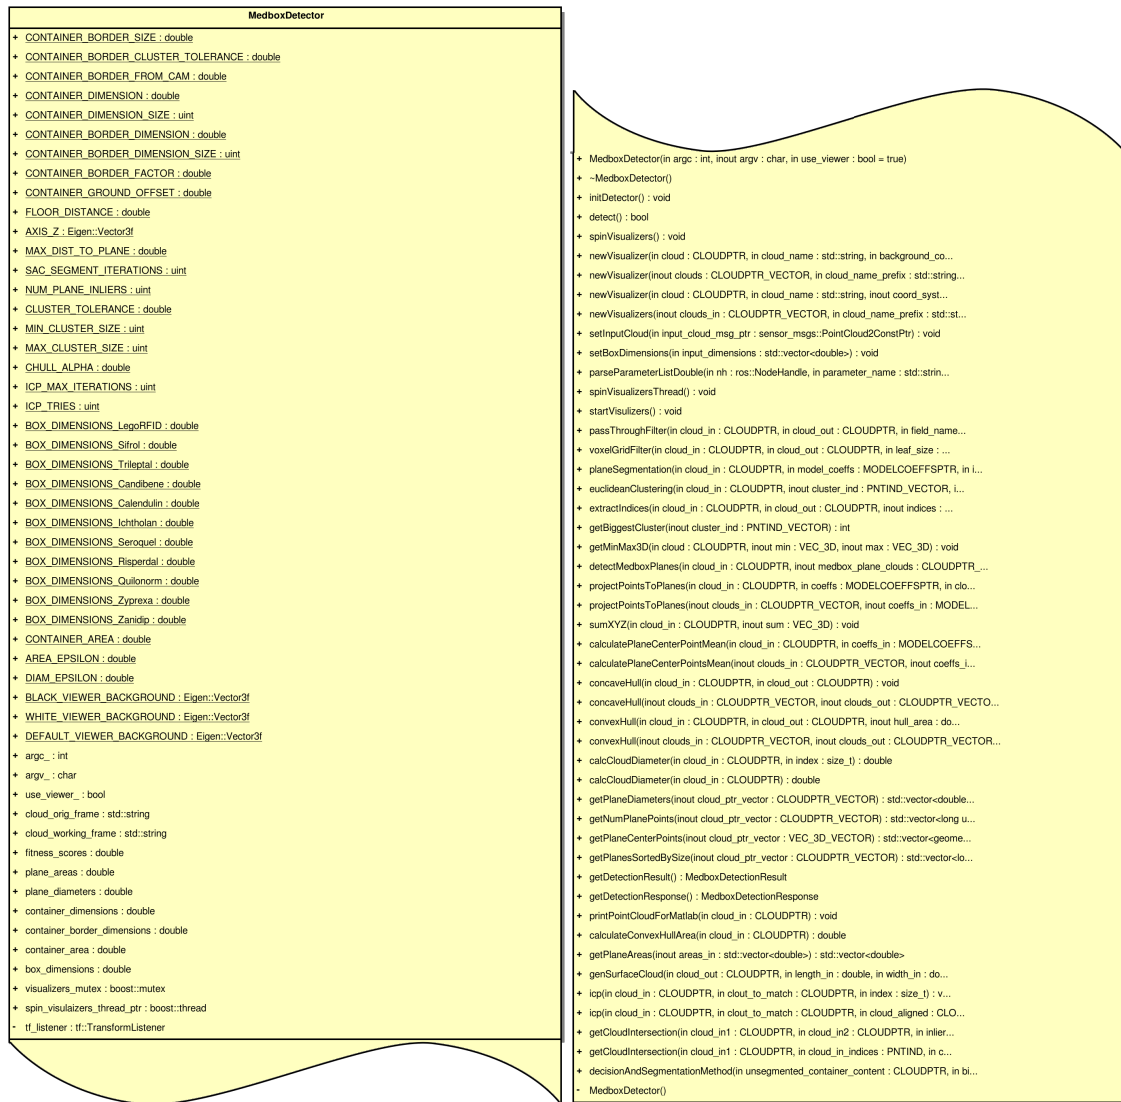 MedboxDetector
+ CONTAINER_BORDER_SIZE : double
+ CONTAINER_BORDER_CLUSTER_TOLERANCE : double
+ CONTAINER_BORDER_FROM_CAM : double
+ CONTAINER_DIMENSION : double
+ CONTAINER_DIMENSION_SIZE : uint
+ CONTAINER_BORDER_DIMENSION : double
+ CONTAINER_BORDER_DIMENSION_SIZE : uint
+ CONTAINER_BORDER_FACTOR : double
+ CONTAINER_GROUND_OFFSET : double
+ FLOOR_DISTANCE : double
+ AXIS_Z : Eigen::Vector3f
+ MAX_DIST_TO_PLANE : double
+ SAC_SEGMENT_ITERATIONS : uint
+ NUM_PLANE_INLIERS : uint
+ CLUSTER_TOLERANCE : double
+ MIN_CLUSTER_SIZE : uint
+ MAX_CLUSTER_SIZE : uint
+ CHULL_ALPHA : double
+ ICP_MAX_ITERATIONS : uint
+ ICP_TRIES : uint
+ BOX_DIMENSIONS_LegoRFID : double
+ BOX_DIMENSIONS_Sifrol : double
+ BOX_DIMENSIONS_Trileptal : double
+ BOX_DIMENSIONS_Candibene : double
+ BOX_DIMENSIONS_Calendulin : double
+ BOX_DIMENSIONS_Ichtholan : double
+ BOX_DIMENSIONS_Seroquel : double
+ BOX_DIMENSIONS_Risperdal : double
+ BOX_DIMENSIONS_Quilonorm : double
+ BOX_DIMENSIONS_Zyprexa : double
+ BOX_DIMENSIONS_Zanidip : double
+ CONTAINER_AREA : double
+ AREA_EPSILON : double
+ DIAM_EPSILON : double
+ BLACK_VIEWER_BACKGROUND : Eigen::Vector3f
+ WHITE_VIEWER_BACKGROUND : Eigen::Vector3f
+ DEFAULT_VIEWER_BACKGROUND : Eigen::Vector3f
+ argc_ : int
+ argv_ : char
+ use_viewer_ : bool
+ cloud_orig_frame : std::string
+ cloud_working_frame : std::string
+ fitness_scores : double
+ plane_areas : double
+ plane_diameters : double
+ container_dimensions : double
+ container_border_dimensions : double
+ container_area : double
+ box_dimensions : double
+ visualizers_mutex : boost::mutex
+ spin_visulaizers_thread_ptr : boost::thread
- tf_listener : tf::TransformListener
+ MedboxDetector(in argc : int, inout argv : char, in use_viewer : bool = true)
+ ~MedboxDetector()
+ initDetector() : void
+ detect() : bool
+ spinVisualizers() : void
+ newVisualizer(in cloud : CLOUDPTR, in cloud_name : std::string, in background_co...
+ newVisualizer(inout clouds : CLOUDPTR_VECTOR, in cloud_name_prefix : std::string...
+ newVisualizer(in cloud : CLOUDPTR, in cloud_name : std::string, inout coord_syst...
+ newVisualizers(inout clouds_in : CLOUDPTR_VECTOR, in cloud_name_prefix : std::st...
+ setInputCloud(in input_cloud_msg_ptr : sensor_msgs::PointCloud2ConstPtr) : void
+ setBoxDimensions(in input_dimensions : std::vector<double>) : void
+ parseParameterListDouble(in nh : ros::NodeHandle, in parameter_name : std::strin...
+ spinVisualizersThread() : void
+ startVisulizers() : void
+ passThroughFilter(in cloud_in : CLOUDPTR, in cloud_out : CLOUDPTR, in field_name...
+ voxelGridFilter(in cloud_in : CLOUDPTR, in cloud_out : CLOUDPTR, in leaf_size : ...
+ planeSegmentation(in cloud_in : CLOUDPTR, in model_coeffs : MODELCOEFFSPTR, in i...
+ euclideanClustering(in cloud_in : CLOUDPTR, inout cluster_ind : PNTIND_VECTOR, i...
+ extractIndices(in cloud_in : CLOUDPTR, in cloud_out : CLOUDPTR, inout indices : ...
+ getBiggestCluster(inout cluster_ind : PNTIND_VECTOR) : int
+ getMinMax3D(in cloud : CLOUDPTR, inout min : VEC_3D, inout max : VEC_3D) : void
+ detectMedboxPlanes(in cloud_in : CLOUDPTR, inout medbox_plane_clouds : CLOUDPTR_...
+ projectPointsToPlanes(in cloud_in : CLOUDPTR, in coeffs : MODELCOEFFSPTR, in clo...
+ projectPointsToPlanes(inout clouds_in : CLOUDPTR_VECTOR, inout coeffs_in : MODEL...
+ sumXYZ(in cloud_in : CLOUDPTR, inout sum : VEC_3D) : void
+ calculatePlaneCenterPointMean(in cloud_in : CLOUDPTR, in coeffs_in : MODELCOEFFS...
+ calculatePlaneCenterPointsMean(inout clouds_in : CLOUDPTR_VECTOR, inout coeffs_i...
+ concaveHull(in cloud_in : CLOUDPTR, in cloud_out : CLOUDPTR) : void
+ concaveHull(inout clouds_in : CLOUDPTR_VECTOR, inout clouds_out : CLOUDPTR_VECTO...
+ convexHull(in cloud_in : CLOUDPTR, in cloud_out : CLOUDPTR, inout hull_area : do...
+ convexHull(inout clouds_in : CLOUDPTR_VECTOR, inout clouds_out : CLOUDPTR_VECTOR...
+ calcCloudDiameter(in cloud_in : CLOUDPTR, in index : size_t) : double
+ calcCloudDiameter(in cloud_in : CLOUDPTR) : double
+ getPlaneDiameters(inout cloud_ptr_vector : CLOUDPTR_VECTOR) : std::vector<double...
+ getNumPlanePoints(inout cloud_ptr_vector : CLOUDPTR_VECTOR) : std::vector<long u...
+ getPlaneCenterPoints(inout cloud_ptr_vector : VEC_3D_VECTOR) : std::vector<geome...
+ getPlanesSortedBySize(inout cloud_ptr_vector : CLOUDPTR_VECTOR) : std::vector<lo...
+ getDetectionResult() : MedboxDetectionResult
+ getDetectionResponse() : MedboxDetectionResponse
+ printPointCloudForMatlab(in cloud_in : CLOUDPTR) : void
+ calculateConvexHullArea(in cloud_in : CLOUDPTR) : double
+ getPlaneAreas(inout areas_in : std::vector<double>) : std::vector<double>
+ genSurfaceCloud(in cloud_out : CLOUDPTR, in length_in : double, in width_in : do...
+ icp(in cloud_in : CLOUDPTR, in clout_to_match : CLOUDPTR, in index : size_t) : v...
+ icp(in cloud_in : CLOUDPTR, in clout_to_match : CLOUDPTR, in cloud_aligned : CLO...
+ getCloudIntersection(in cloud_in1 : CLOUDPTR, in cloud_in2 : CLOUDPTR, in inlier...
+ getCloudIntersection(in cloud_in1 : CLOUDPTR, in cloud_in_indices : PNTIND, in c...
+ decisionAndSegmentationMethod(in unsegmented_container_content : CLOUDPTR, in bi...
- MedboxDetector()